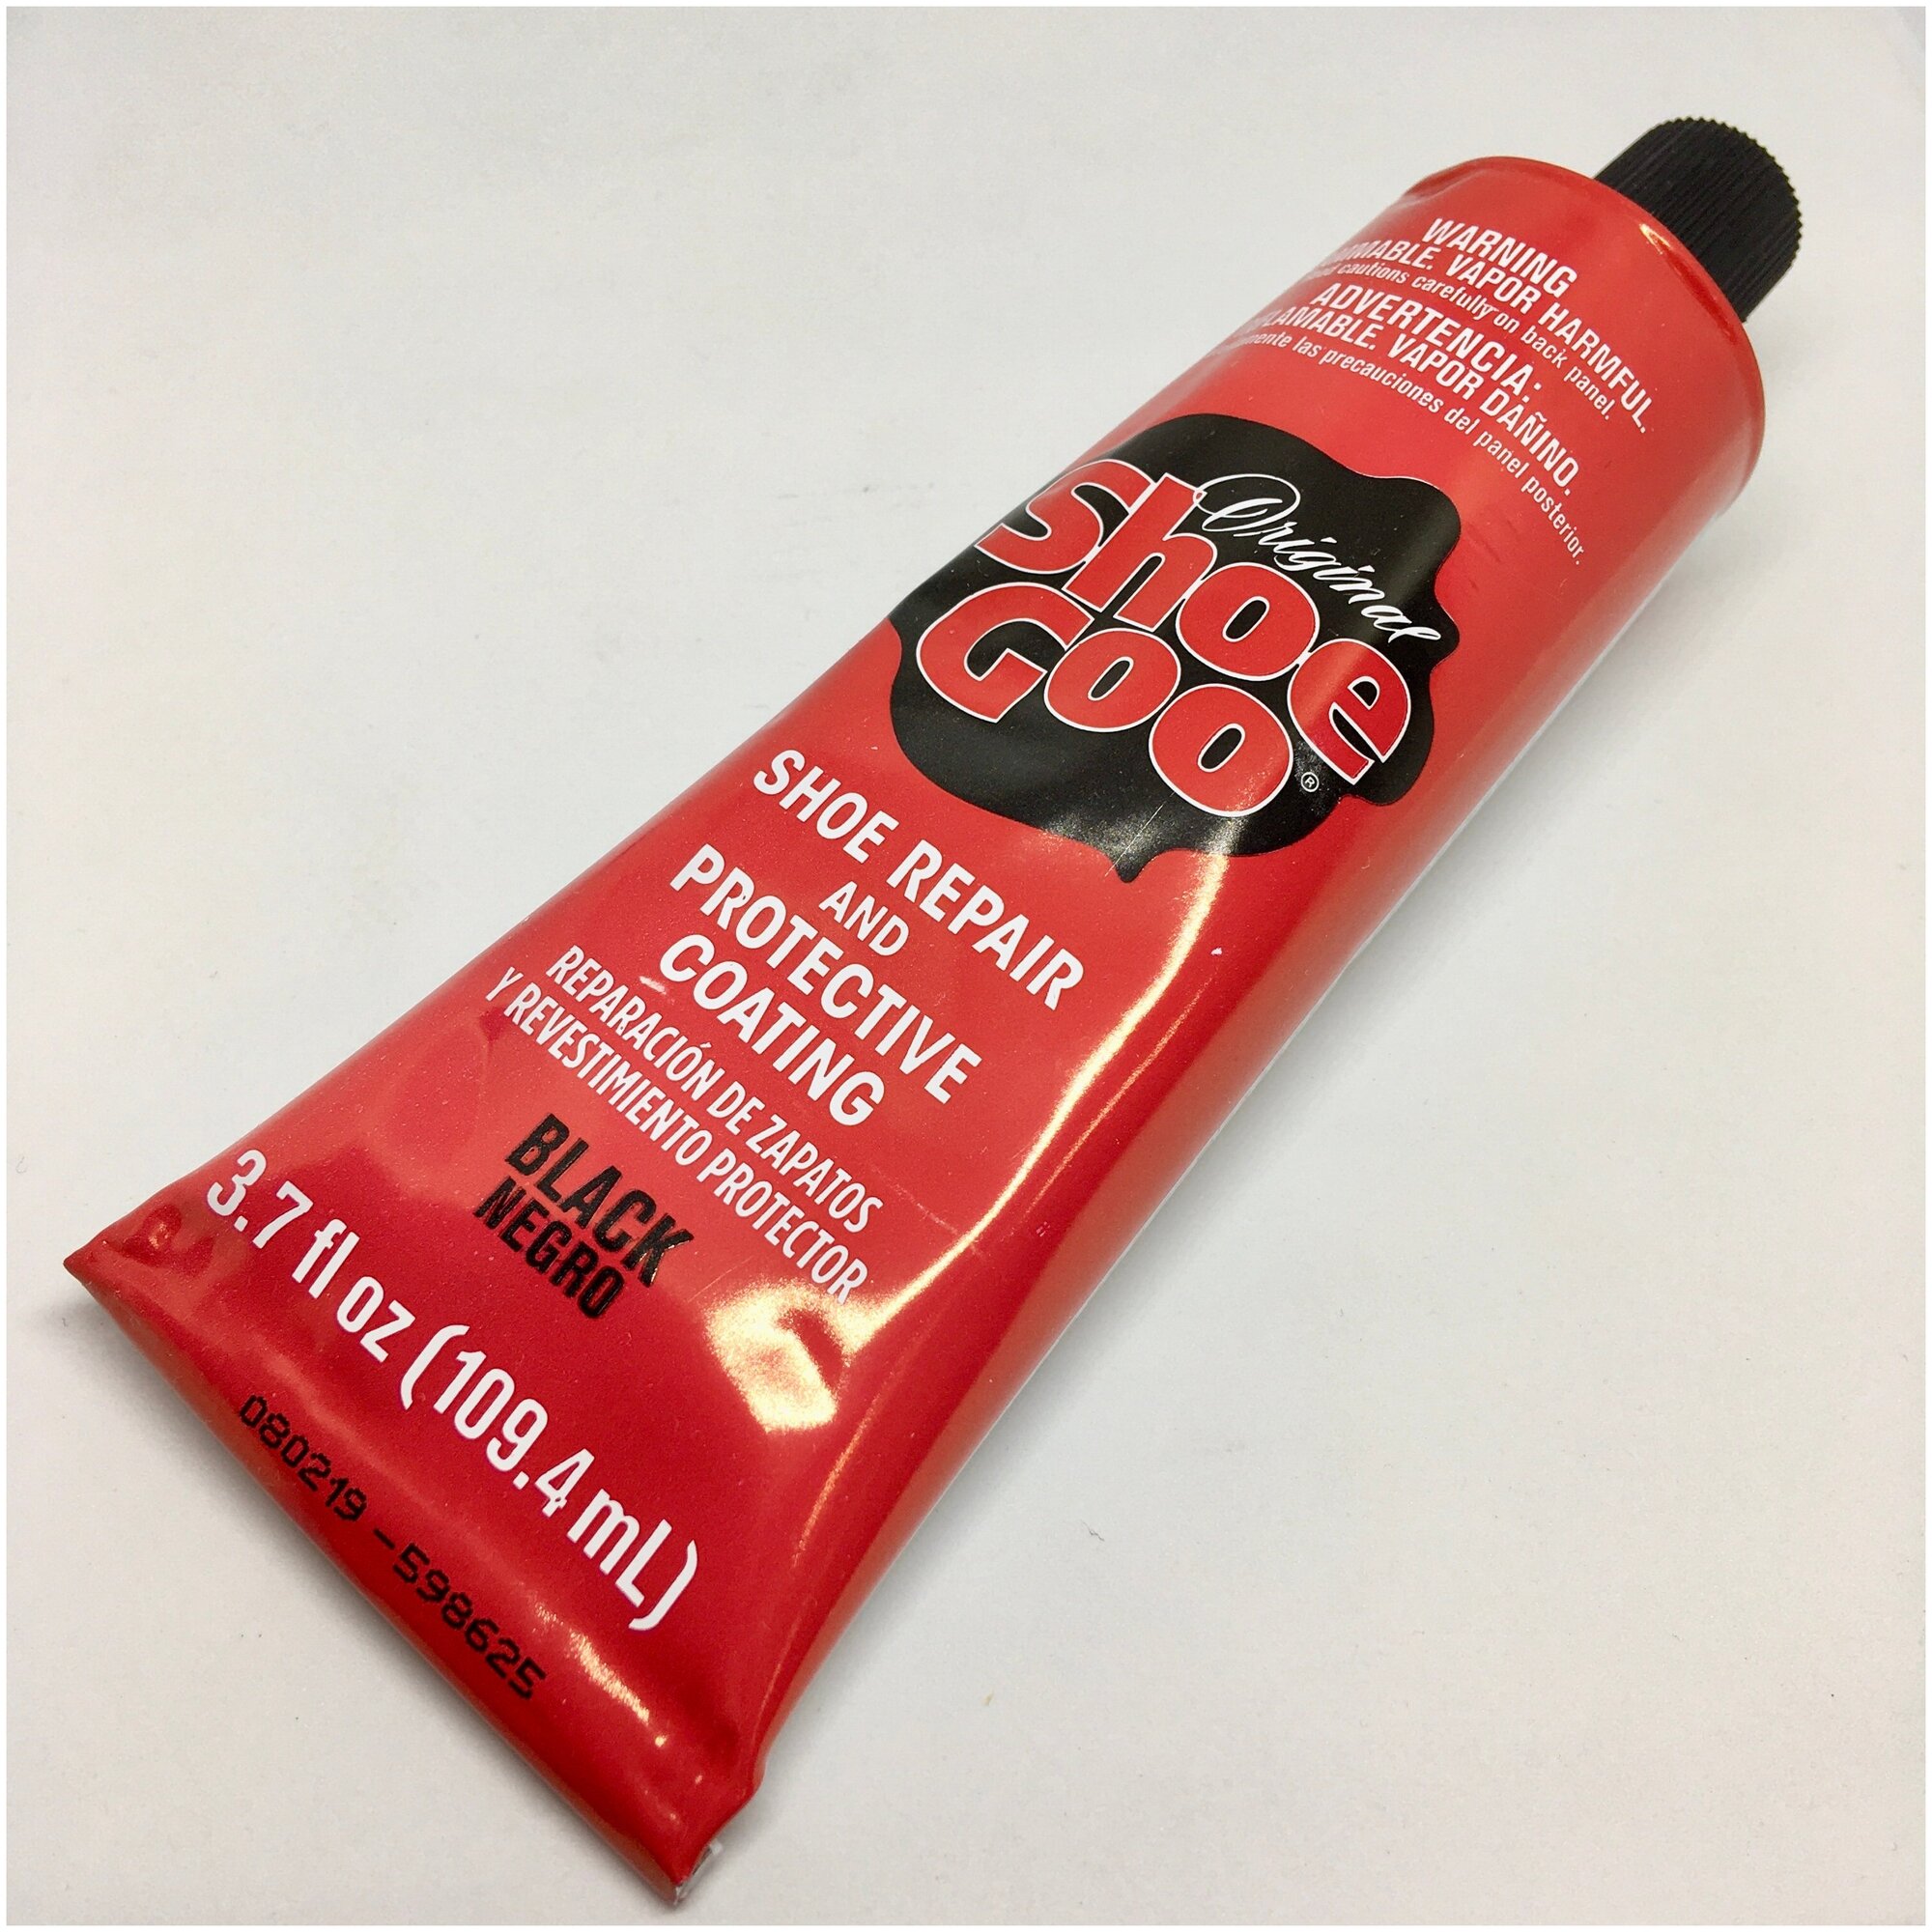 WARNING
VAPOR HARMFUL.
cautions carefully on back panel.
ADVERTENCIA:
VAPOR DAÑINO.
las precauciones del panel posterior.
Original
Shoe
Goo®
SHOE REPAIR
AND
PROTECTIVE
COATING
REPARACIÓN DE ZAPATOS
Y REVESTIMIENTO PROTECTOR
BLACK
NEGRO
3.7 fl oz (109.4 mL)
080219 -598625